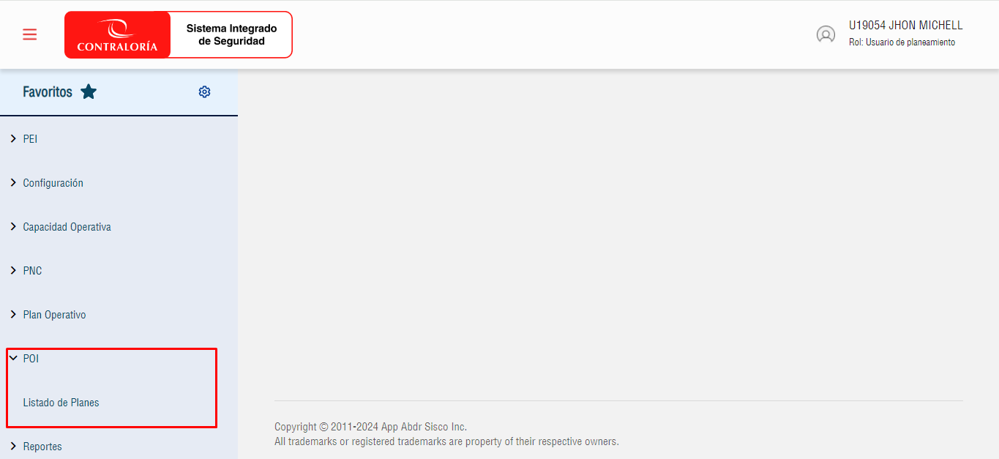 CONTRALORÍA
Sistema Integrado
de Seguridad
U19054 JHON MICHELL
Rol: Usuario de planeamiento
Favoritos
PEI
Configuración
Capacidad Operativa
PNC
Plan Operativo
POI
Listado de Planes
Reportes
Copyright © 2011-2024 App Abdr Sisco Inc.
All trademarks or registered trademarks are property of their respective owners.